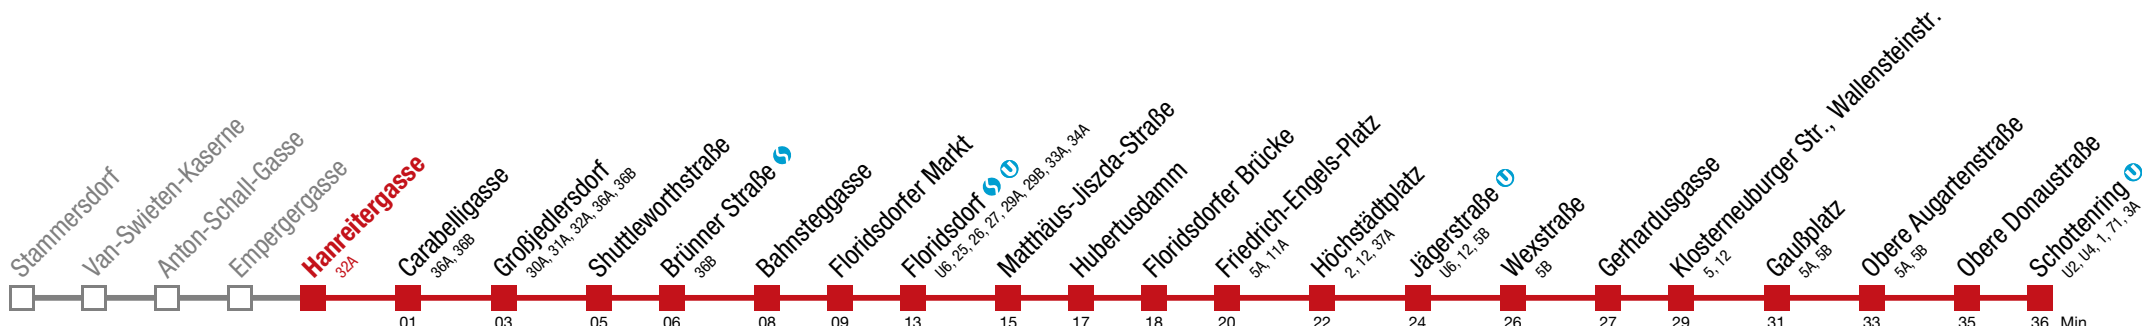 Stammersdorf
Van-Swieten-Kaserne
Anton-Schall-Gasse
Empergergasse
Hanreitergasse
32A
Carabelligasse
36A, 36B
Großjedlersdorf
30A, 31A, 32A, 36A, 36B
Shuttleworthstraße
Brünner Straße S
36B
Bahnsteggasse
Floridsdorfer Markt
Floridsdorf S U
U6, 25, 26, 27, 29A, 29B, 33A, 34A
Matthäus-Jiszda-Straße
Hubertusdamm
Floridsdorfer Brücke
Friedrich-Engels-Platz
5A, 11A
Höchstädtplatz
2, 12, 37A
Jägerstraße U
U6, 12, 5B
Wexstraße
5B
Gerhardusgasse
Klosterneuburger Str., Wallensteinstr.
5, 12
Gaußplatz
5A, 5B
Obere Augartenstraße
5A, 5B
Obere Donaustraße
Schottenring U
U2, U4, 1, 71, 3A
01 03 05 06 08 09 13 15 17 18 20 22 24 26 27 29 31 33 35 36 Min